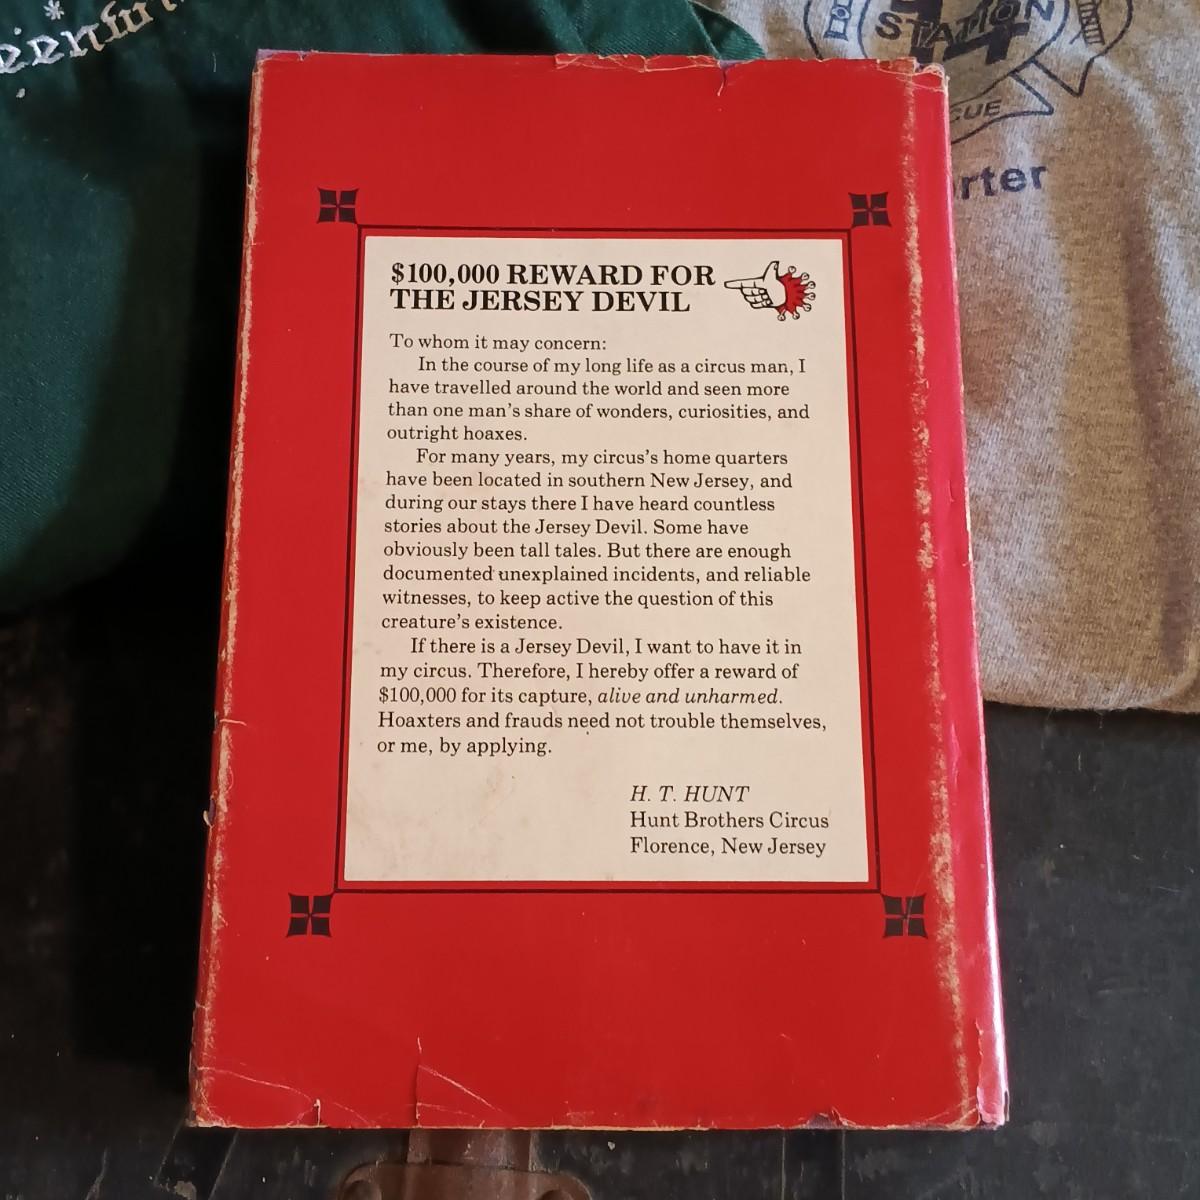 STATION
14
CUE
rter
$100,000 REWARD FOR
THE JERSEY DEVIL
To whom it may concern:
In the course of my long life as a circus man, I
have travelled around the world and seen more
than one man's share of wonders, curiosities, and
outright hoaxes.
For many years, my circus's home quarters
have been located in southern New Jersey, and
during our stays there I have heard countless
stories about the Jersey Devil. Some have
obviously been tall tales. But there are enough
documented unexplained incidents, and reliable
witnesses, to keep active the question of this
creature's existence.
If there is a Jersey Devil, I want to have it in
my circus. Therefore, I hereby offer a reward of
$100,000 for its capture, alive and unharmed.
Hoaxters and frauds need not trouble themselves,
or me, by applying.
H. T. HUNT
Hunt Brothers Circus
Florence, New Jersey